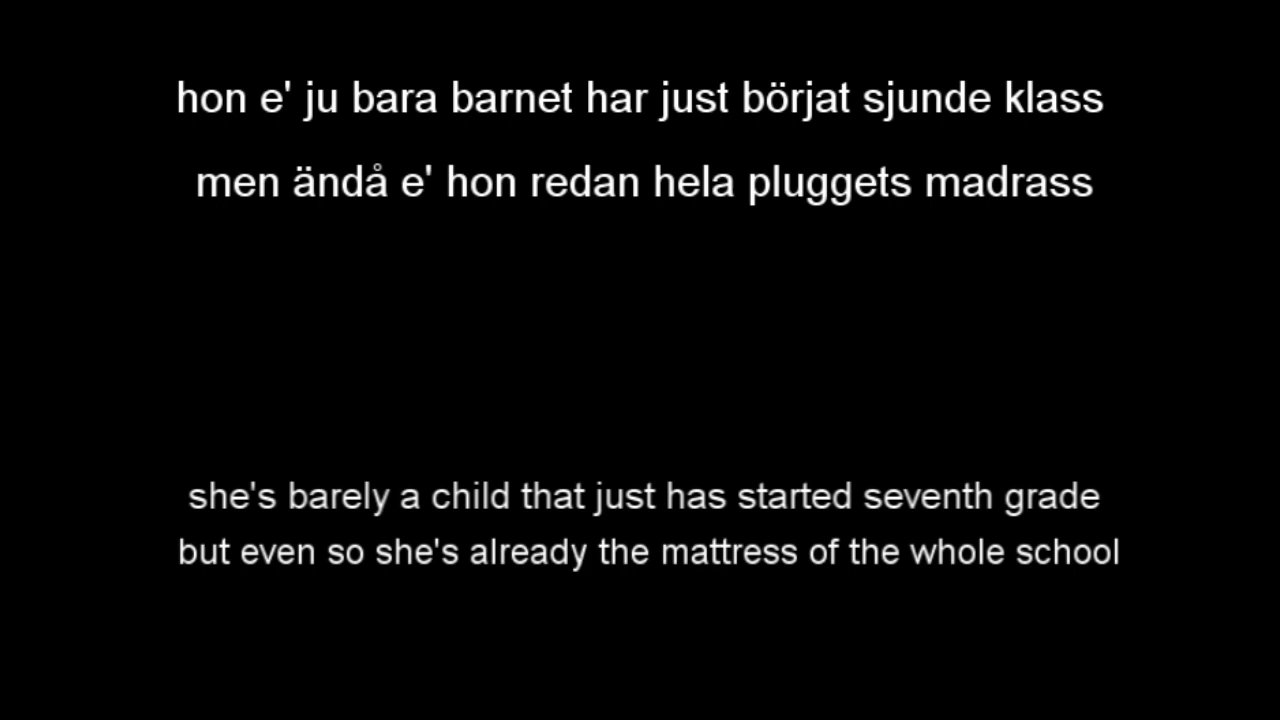 hon e' ju bara barnet har just börjat sjunde klass
men ändå e' hon redan hela pluggets madrass
she's barely a child that just has started seventh grade
but even so she's already the mattress of the whole school